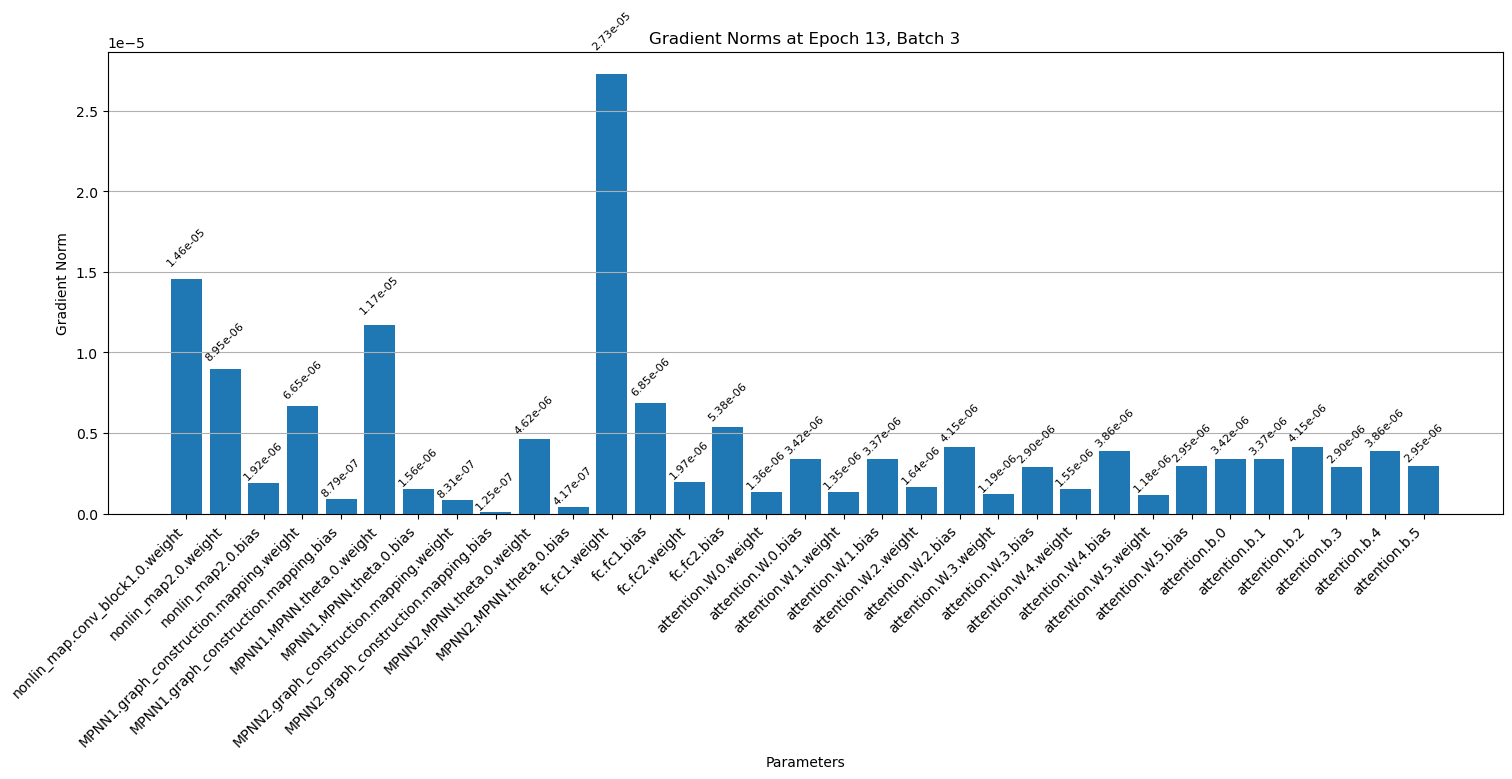 Gradient Norms at Epoch 13, Batch 3
1e−5
Gradient Norm
2.5
2.0
1.5
1.0
0.5
0.0
1.46e-05
8.95e-06
1.92e-06
6.65e-06
8.79e-07
1.17e-05
1.56e-06
8.31e-07
1.25e-07
4.62e-06
4.17e-07
2.73e-05
6.85e-06
1.97e-06
5.38e-06
1.36e-06
3.42e-06
1.35e-06
3.37e-06
1.64e-06
4.15e-06
1.19e-06
2.90e-06
1.55e-06
3.86e-06
1.18e-06
2.95e-06
3.42e-06
3.37e-06
4.15e-06
2.90e-06
3.86e-06
2.95e-06
nonlin_map.conv_block1.0.weight
nonlin_map2.0.weight
nonlin_map2.0.bias
MPNN1.graph_construction.mapping.weight
MPNN1.graph_construction.mapping.bias
MPNN1.MPNN.theta.0.weight
MPNN1.MPNN.theta.0.bias
MPNN2.graph_construction.mapping.weight
MPNN2.graph_construction.mapping.bias
MPNN2.MPNN.theta.0.weight
MPNN2.MPNN.theta.0.bias
fc.fc1.weight
fc.fc1.bias
fc.fc2.weight
fc.fc2.bias
attention.W.0.weight
attention.W.0.bias
attention.W.1.weight
attention.W.1.bias
attention.W.2.weight
attention.W.2.bias
attention.W.3.weight
attention.W.3.bias
attention.W.4.weight
attention.W.4.bias
attention.W.5.weight
attention.W.5.bias
attention.b.0
attention.b.1
attention.b.2
attention.b.3
attention.b.4
attention.b.5
Parameters